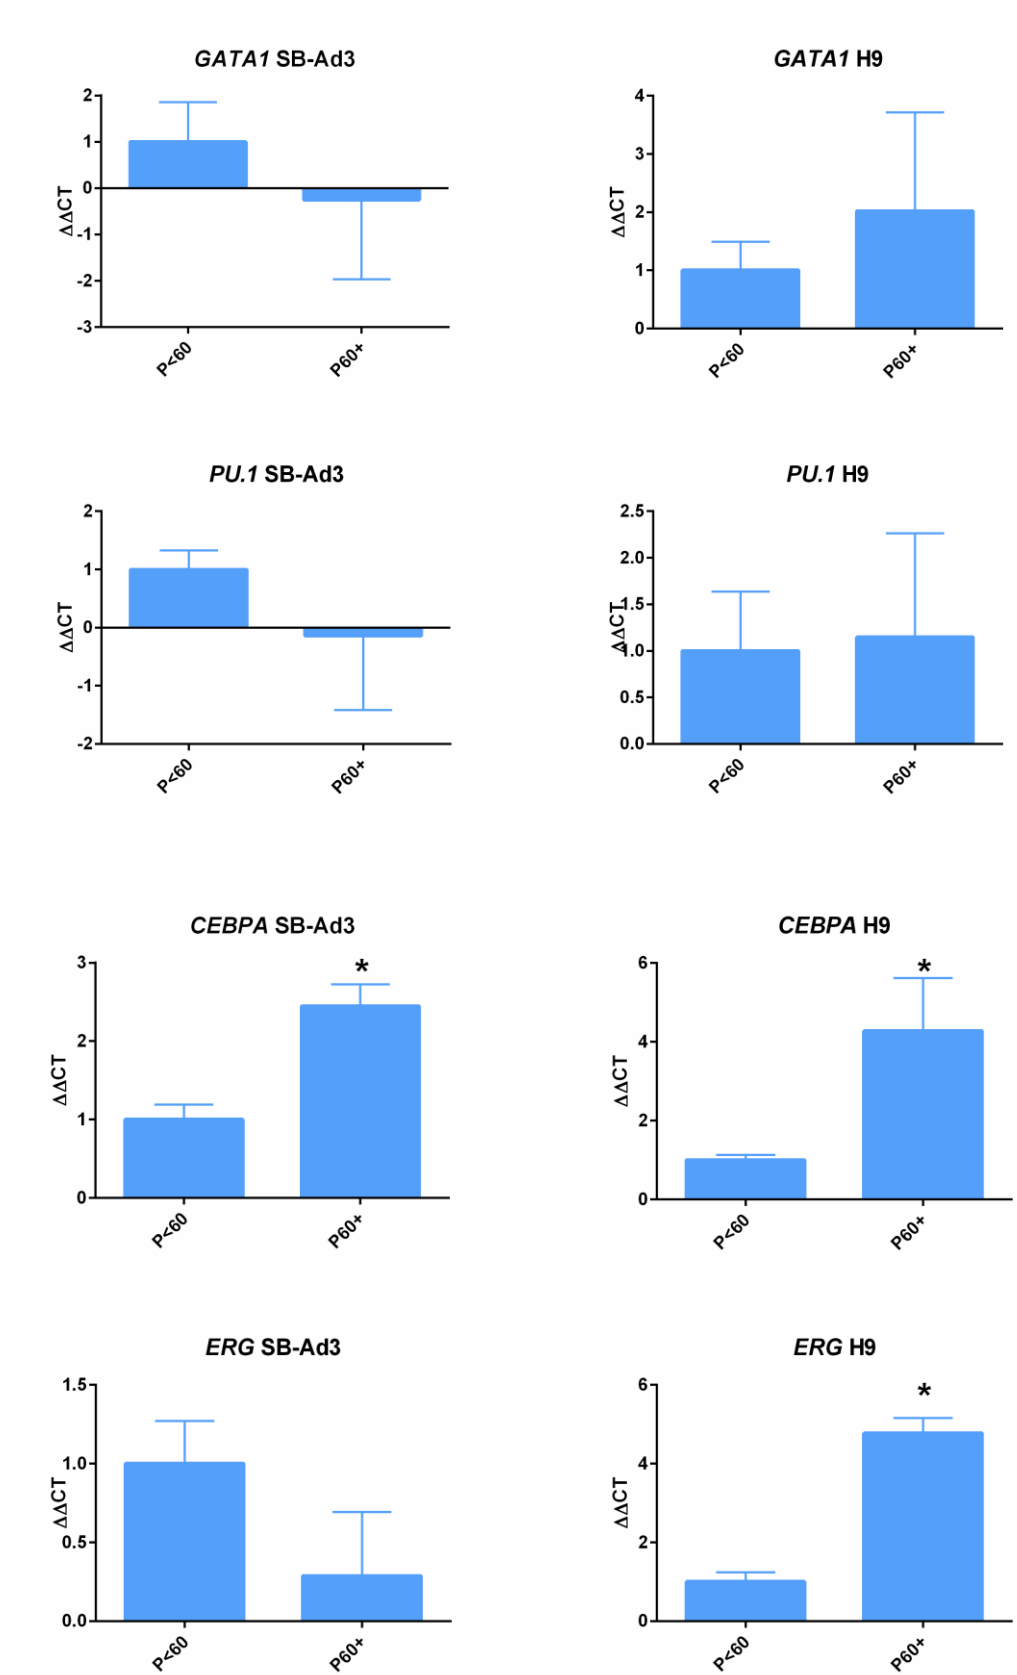 GATA1 SB-Ad3
2
1
0
-1
-2
-3
ΔΔCT
P<60
P60+
GATA1 H9
4
3
2
1
0
ΔΔCT
P<60
P60+
PU.1 SB-Ad3
2
1
0
-1
-2
ΔΔCT
P<60
P60+
PU.1 H9
2.5
2.0
1.5
1.0
0.5
0.0
ΔΔCT
P<60
P60+
CEBPA SB-Ad3
*
3
2
1
0
ΔΔCT
P<60
P60+
CEBPA H9
*
6
4
2
0
ΔΔCT
P<60
P60+
ERG SB-Ad3
1.5
1.0
0.5
0.0
ΔΔCT
P<60
P60+
ERG H9
*
6
4
2
0
ΔΔCT
P<60
P60+